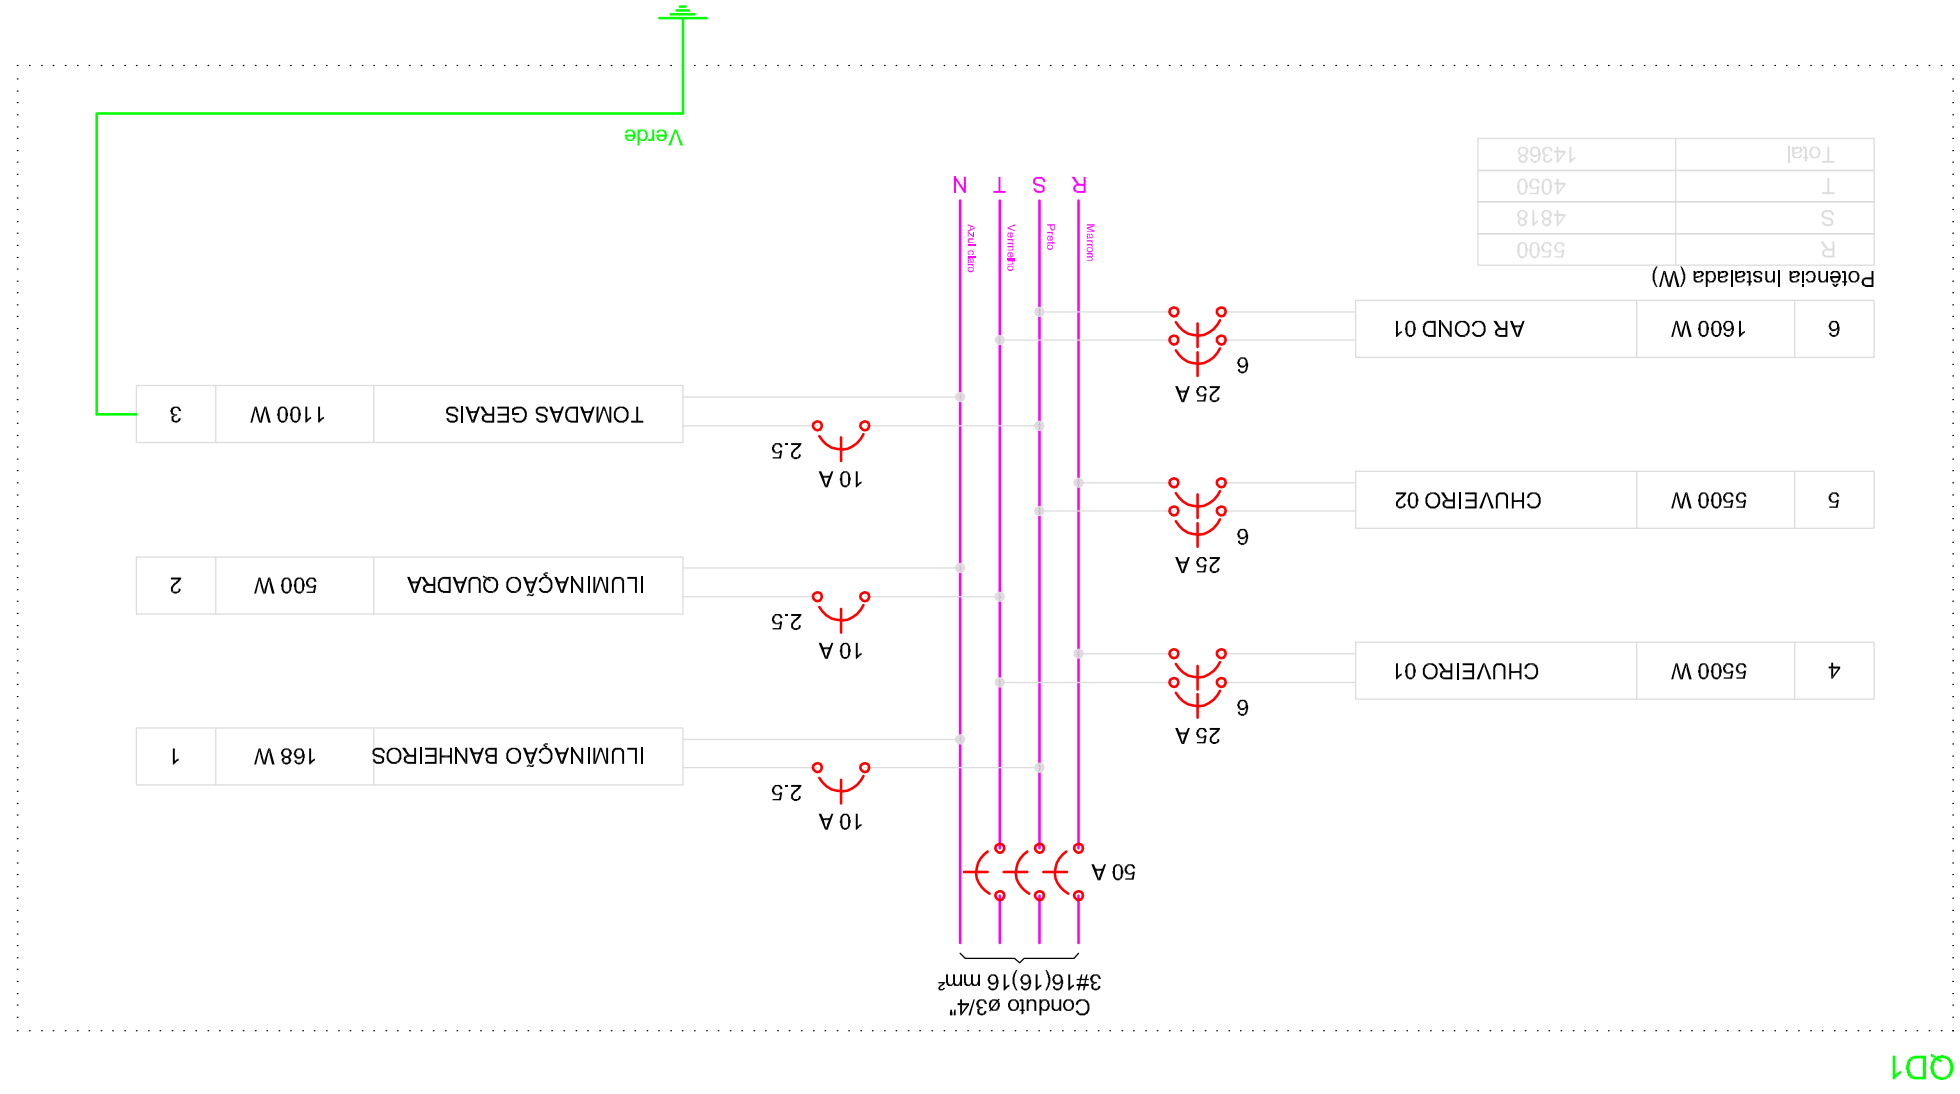 QD1
Conduto ø3/4"
3#16(16)16 mm²
50 A
10 A
2.5
ILUMINAÇÃO BANHEIROS 168 W 1
25 A
6
4 5500 W CHUVEIRO 01
10 A
2.5
ILUMINAÇÃO QUADRA 500 W 2
25 A
6
5 5500 W CHUVEIRO 02
10 A
2.5
TOMADAS GERAIS 1100 W 3
25 A
6
6 1600 W AR COND 01
Potência Instalada (W)
R 5500
S 4818
T 4050
Total 14368
Marrom
Preto
Vermelho
Azul claro
R S T N
Verde